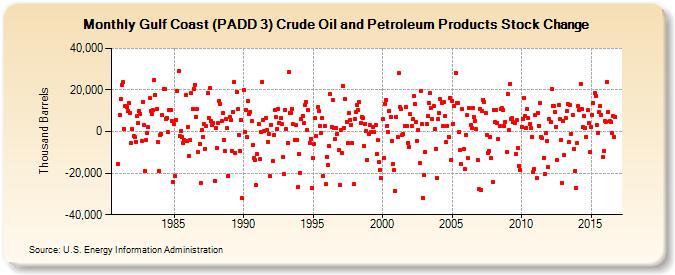 Monthly Gulf Coast (PADD 3) Crude Oil and Petroleum Products Stock Change
Thousand Barrels
40,000
20,000
0
-20,000
-40,000
1985 1990 1995 2000 2005 2010 2015
Source: U.S. Energy Information Administration